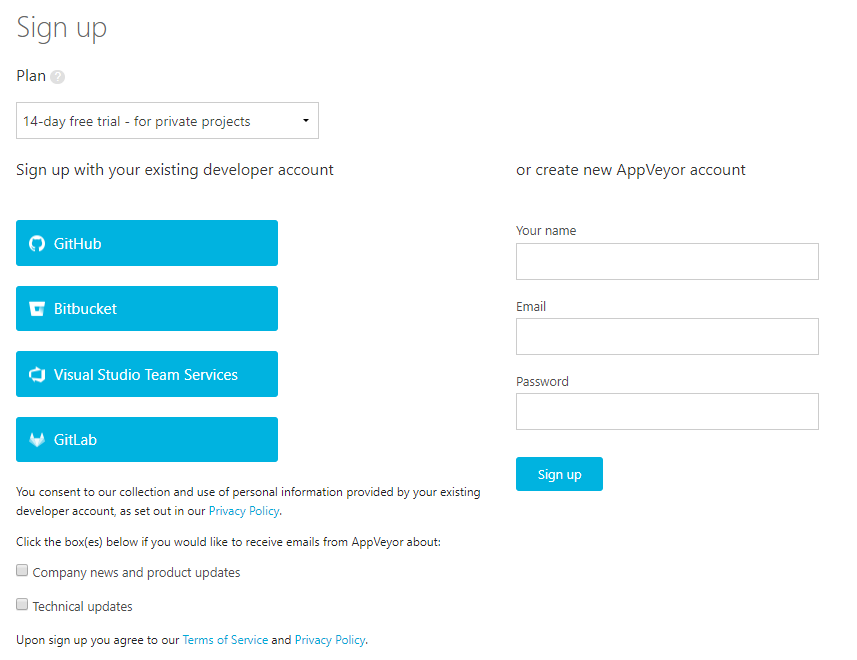 Sign up
Plan ?
14-day free trial - for private projects
Sign up with your existing developer account
GitHub
Bitbucket
Visual Studio Team Services
GitLab
You consent to our collection and use of personal information provided by your existing
developer account, as set out in our Privacy Policy.
Click the box(es) below if you would like to receive emails from AppVeyor about:
Company news and product updates
Technical updates
Upon sign up you agree to our Terms of Service and Privacy Policy.
or create new AppVeyor account
Your name
Email
Password
Sign up